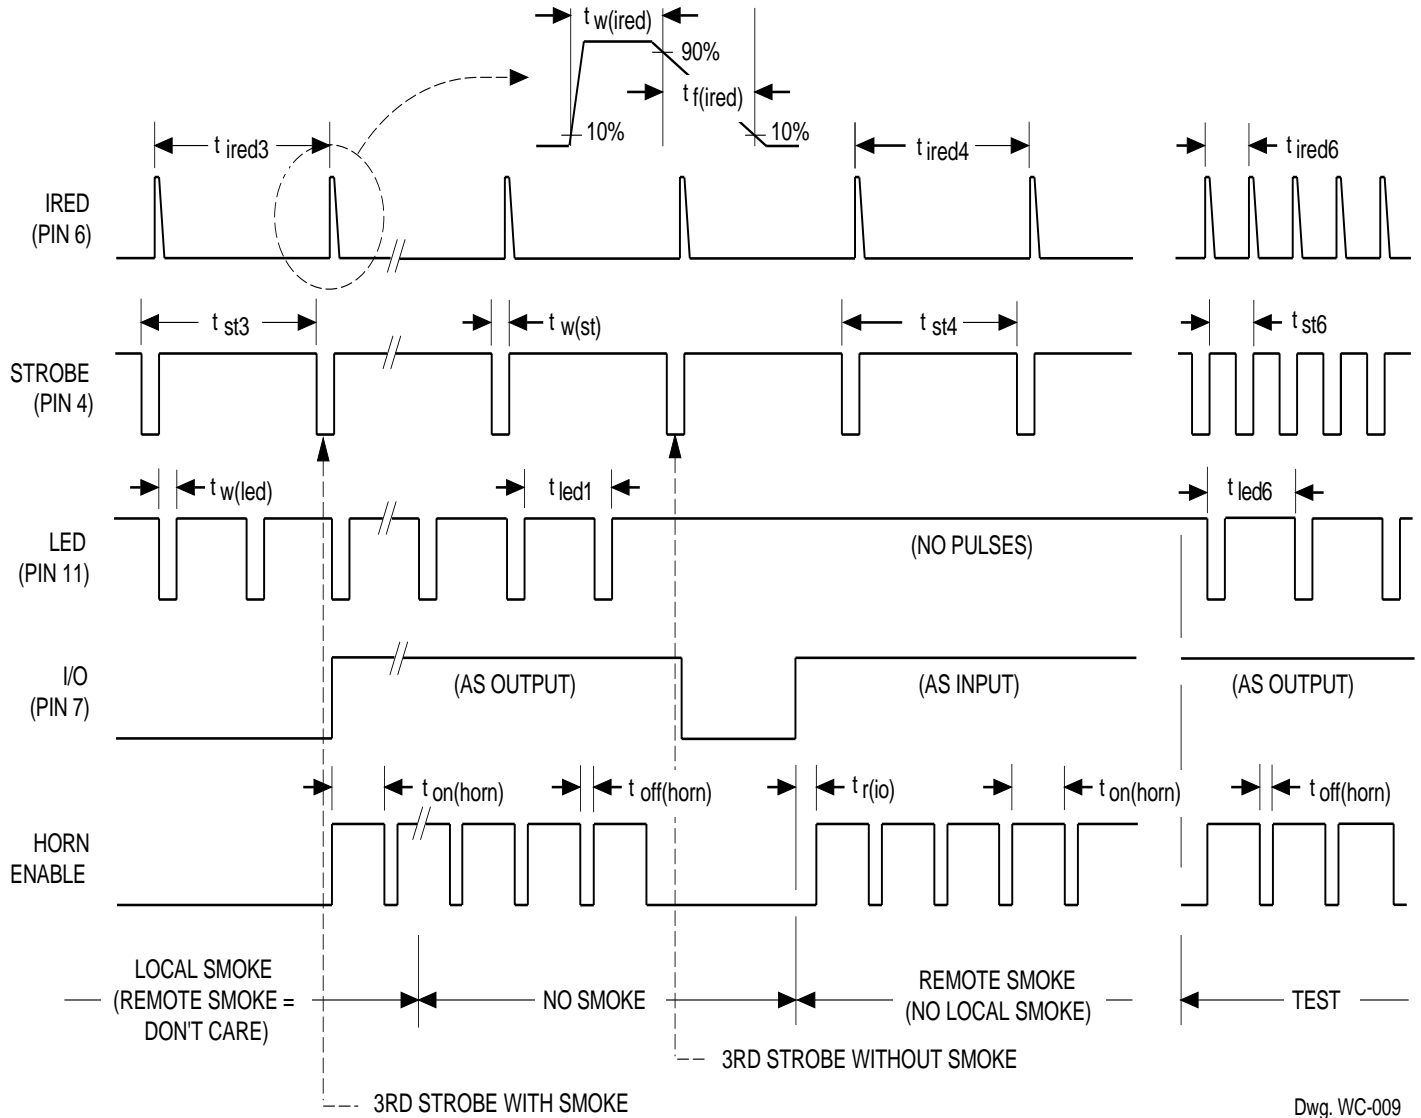 t w(ired)
90%
t f(ired)
10%
10%
t ired3
t ired4
t ired6
IRED
(PIN 6)
t st3
t w(st)
t st4
t st6
STROBE
(PIN 4)
t w(led)
t led1
t led6
LED
(PIN 11)
(NO PULSES)
I/O
(PIN 7)
(AS OUTPUT)
(AS INPUT)
(AS OUTPUT)
t on(horn)
t off(horn)
t r(io)
t on(horn)
t off(horn)
HORN
ENABLE
LOCAL SMOKE
(REMOTE SMOKE =
DON'T CARE)
NO SMOKE
REMOTE SMOKE
(NO LOCAL SMOKE)
TEST
3RD STROBE WITHOUT SMOKE
3RD STROBE WITH SMOKE
Dwg. WC-009